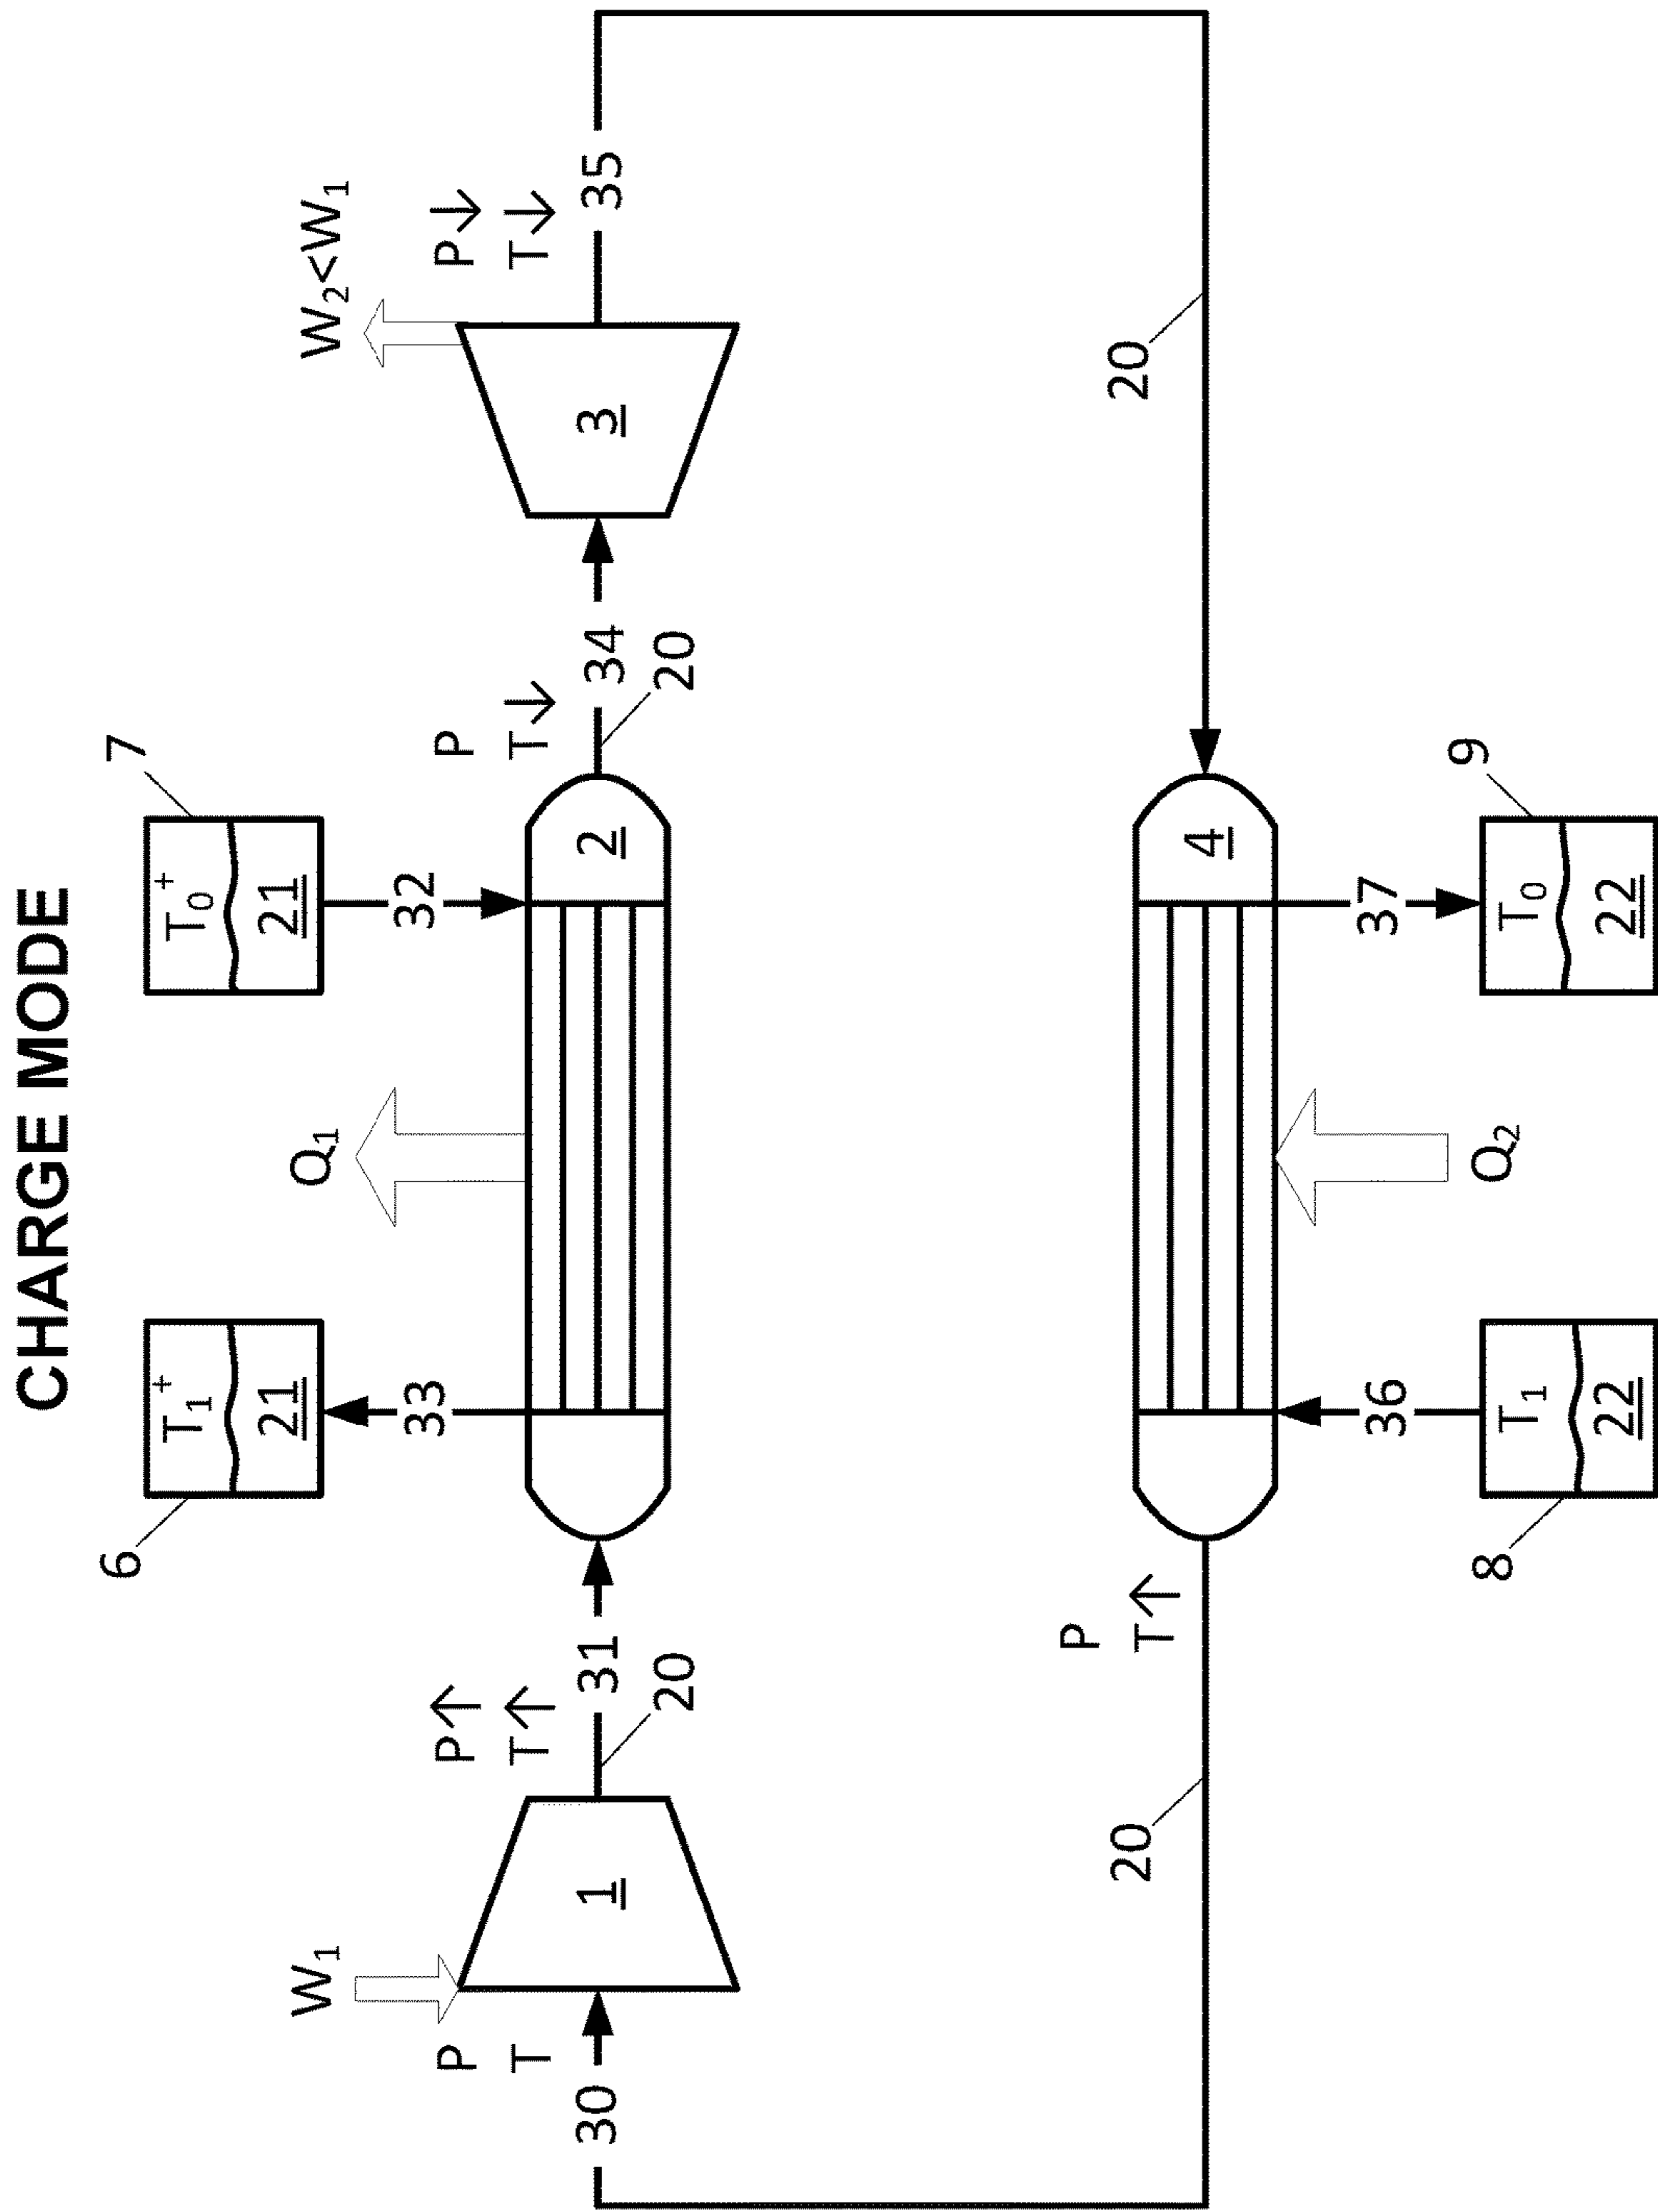 CHARGE MODE
6
T₁⁺
21
7
T₀⁺
21
33
32
W₁
Q₁
W₂<W₁
P
T
P↑
T↑
P
T↓
P↓
T↓
30
1
31
20
2
34
20
3
35
P
T↑
20
4
20
36
37
Q₂
8
T₁
22
9
T₀
22